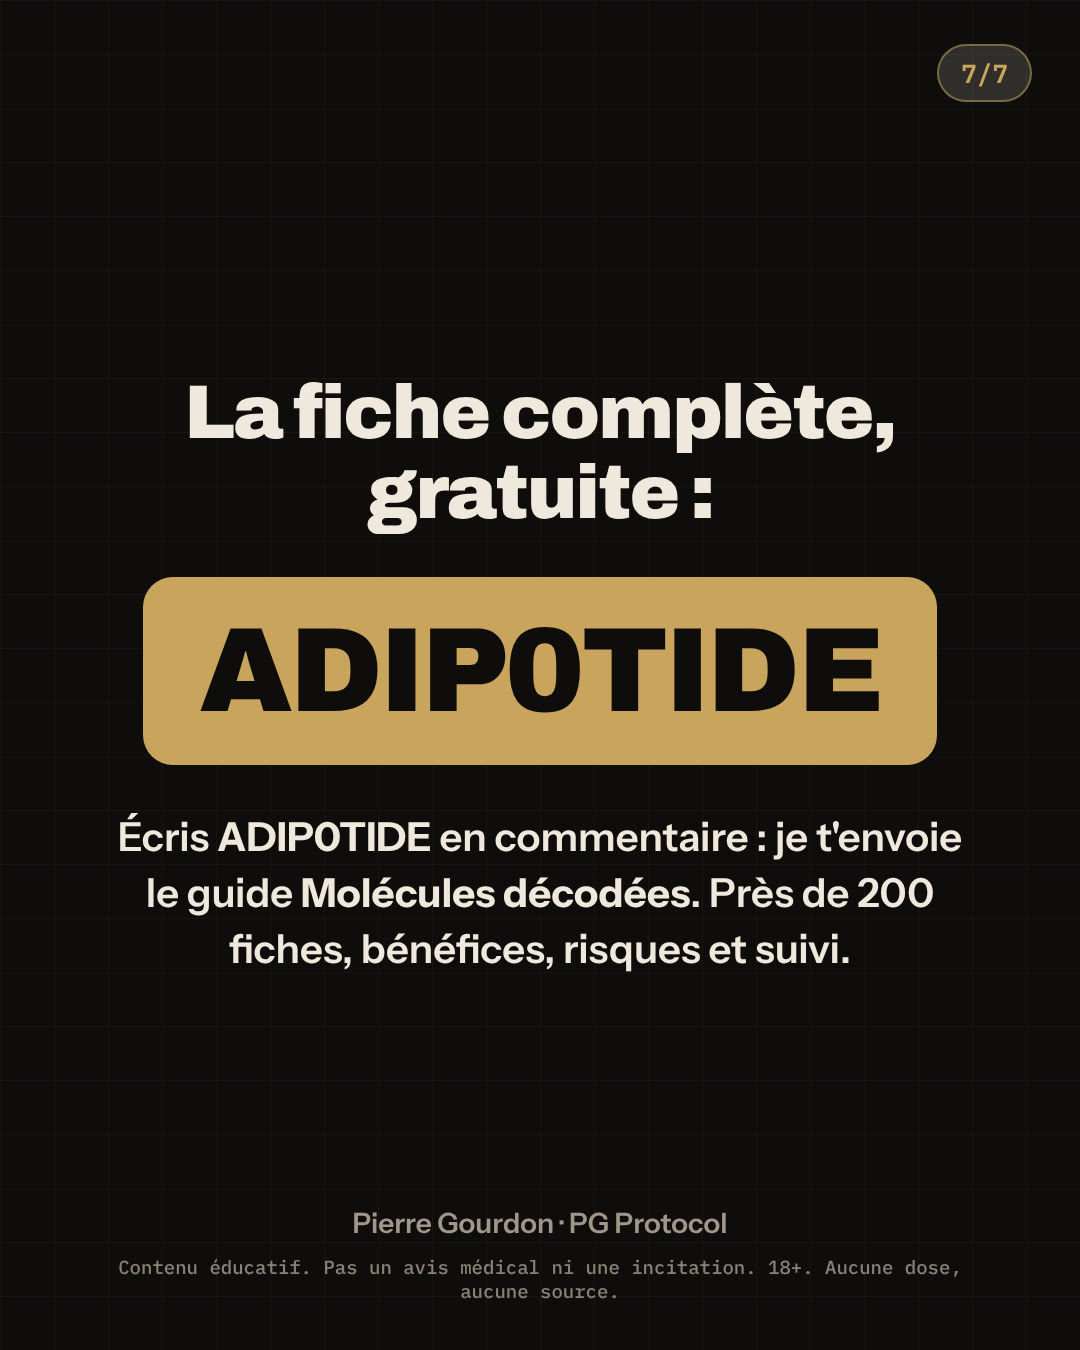 7/7
La fiche complète,
gratuite :
ADIP0TIDE
Écris ADIP0TIDE en commentaire : je t'envoie
le guide Molécules décodées. Près de 200
fiches, bénéfices, risques et suivi.
Pierre Gourdon · PG Protocol
Contenu éducatif. Pas un avis médical ni une incitation. 18+. Aucune dose,
aucune source.